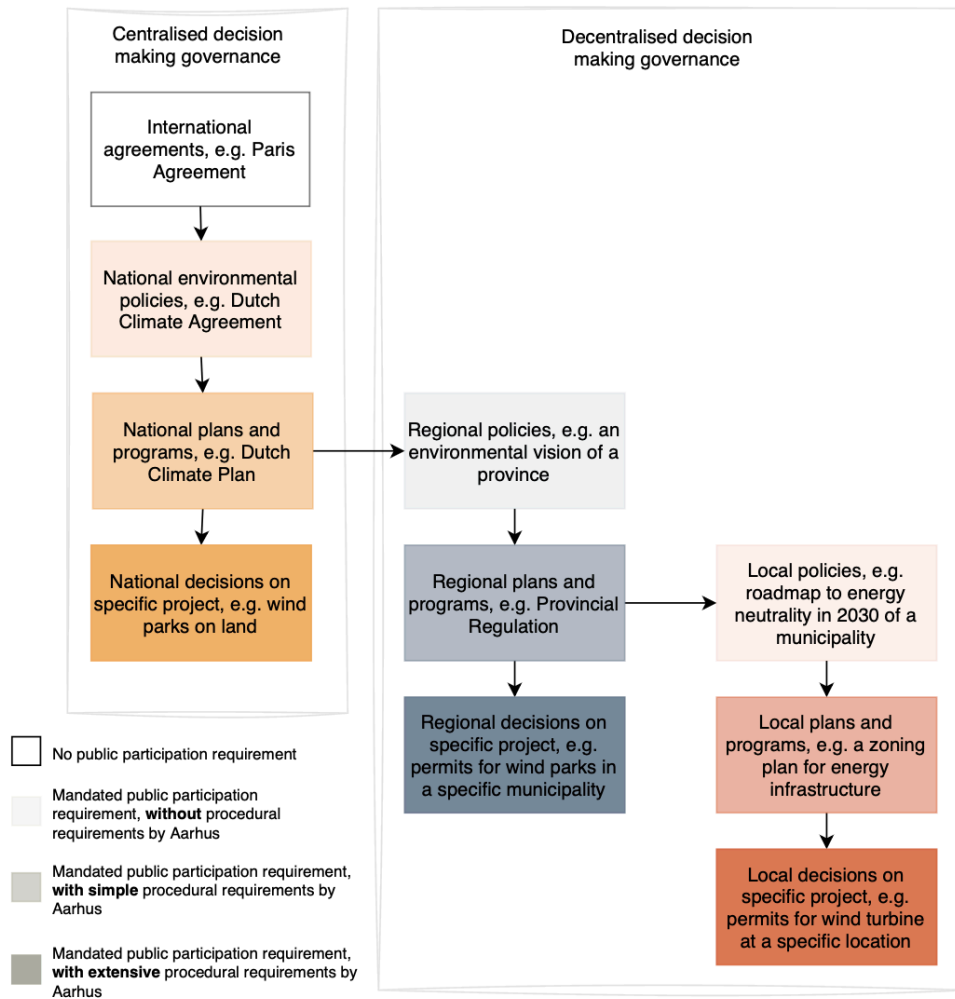 Centralised decision
making governance
Decentralised decision
making governance
International
agreements, e.g. Paris
Agreement
National environmental
policies, e.g. Dutch
Climate Agreement
National plans and
programs, e.g. Dutch
Climate Plan
Regional policies, e.g. an
environmental vision of a
province
National decisions on
specific project, e.g. wind
parks on land
Regional plans and
programs, e.g. Provincial
Regulation
Local policies, e.g.
roadmap to energy
neutrality in 2030 of a
municipality
Regional decisions on
specific project, e.g.
permits for wind parks in
a specific municipality
Local plans and
programs, e.g. a zoning
plan for energy
infrastructure
Local decisions on
specific project, e.g.
permits for wind turbine
at a specific location
No public participation requirement
Mandated public participation
requirement, without procedural
requirements by Aarhus
Mandated public participation requirement,
with simple procedural requirements by
Aarhus
Mandated public participation requirement,
with extensive procedural requirements by
Aarhus